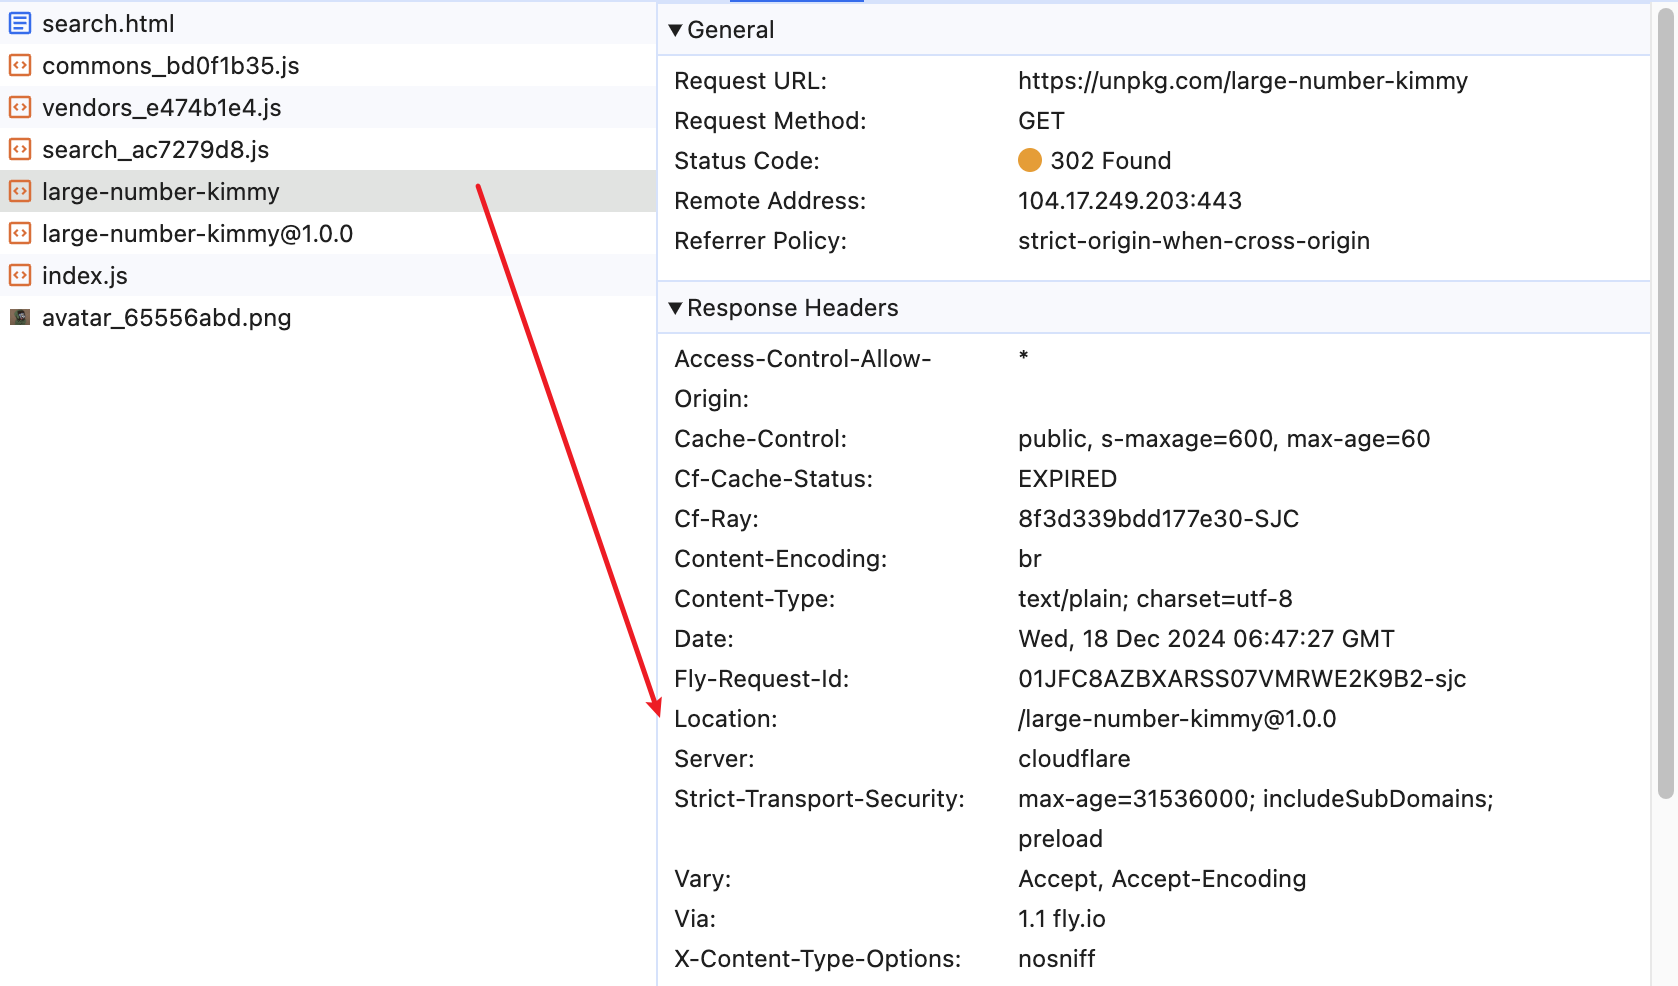 search.html
commons_bd0f1b35.js
vendors_e474b1e4.js
search_ac7279d8.js
large-number-kimmy
large-number-kimmy@1.0.0
index.js
avatar_65556abd.png
General
Request URL: https://unpkg.com/large-number-kimmy
Request Method: GET
Status Code: 302 Found
Remote Address: 104.17.249.203:443
Referrer Policy: strict-origin-when-cross-origin
Response Headers
Access-Control-Allow- *
Origin:
Cache-Control: public, s-maxage=600, max-age=60
Cf-Cache-Status: EXPIRED
Cf-Ray: 8f3d339bdd177e30-SJC
Content-Encoding: br
Content-Type: text/plain; charset=utf-8
Date: Wed, 18 Dec 2024 06:47:27 GMT
Fly-Request-Id: 01JFC8AZBXARSS07VMRWE2K9B2-sjc
Location: /large-number-kimmy@1.0.0
Server: cloudflare
Strict-Transport-Security: max-age=31536000; includeSubDomains;
preload
Vary: Accept, Accept-Encoding
Via: 1.1 fly.io
X-Content-Type-Options: nosniff